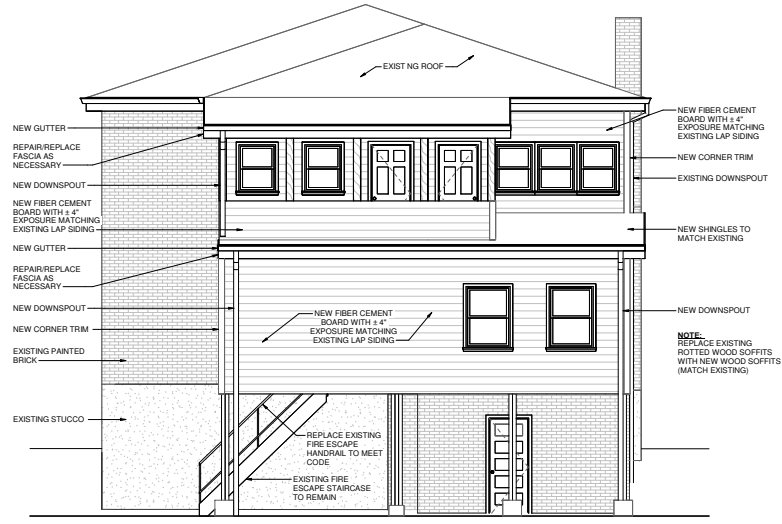 EXIST NG ROOF
NEW GUTTER
REPAIR/REPLACE
FASCIA AS
NECESSARY
NEW DOWNSPOUT
NEW FIBER CEMENT
BOARD WITH ± 4"
EXPOSURE MATCHING
EXISTING LAP SIDING
NEW GUTTER
REPAIR/REPLACE
FASCIA AS
NECESSARY
NEW DOWNSPOUT
NEW CORNER TRIM
EXISTING PAINTED
BRICK
EXISTING STUCCO
NEW FIBER CEMENT
BOARD WITH ± 4"
EXPOSURE MATCHING
EXISTING LAP SIDING
REPLACE EXISTING
FIRE ESCAPE
HANDRAIL TO MEET
CODE
EXISTING FIRE
ESCAPE STAIRCASE
TO REMAIN
NEW FIBER CEMENT
BOARD WITH ± 4"
EXPOSURE MATCHING
EXISTING LAP SIDING
NEW CORNER TRIM
EXISTING DOWNSPOUT
NEW SHINGLES TO
MATCH EXISTING
NEW DOWNSPOUT
NOTE:
REPLACE EXISTING
ROTTED WOOD SOFFITS
WITH NEW WOOD SOFFITS
(MATCH EXISTING)